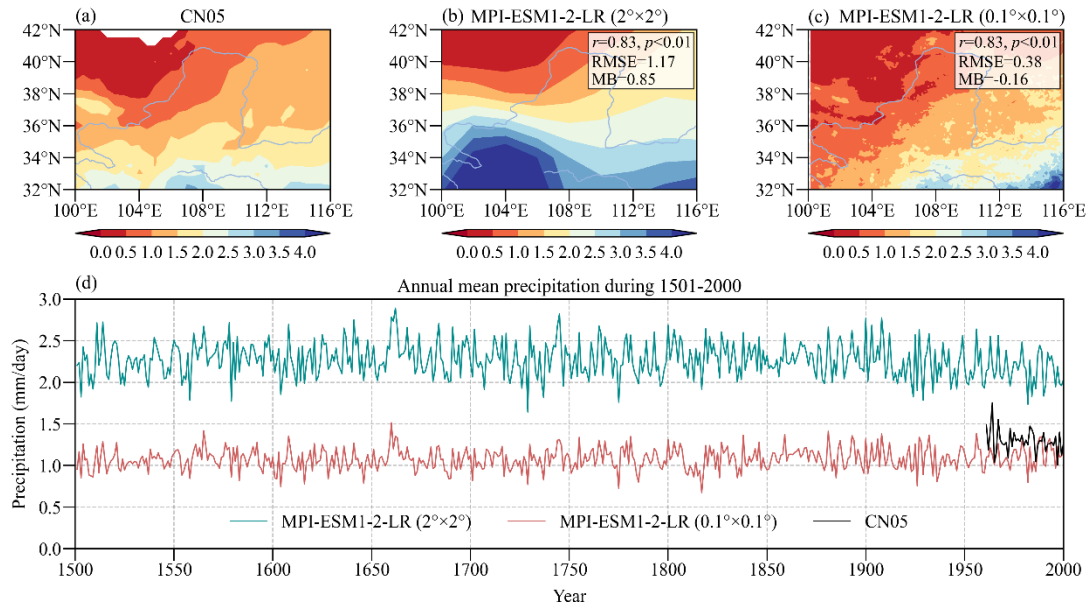 (a) CN05
(b) MPI-ESM1-2-LR (2°×2°)
(c) MPI-ESM1-2-LR (0.1°×0.1°)
42°N
40°N
38°N
36°N
34°N
32°N
100°E 104°E 108°E 112°E 116°E
0.0 0.5 1.0 1.5 2.0 2.5 3.0 3.5 4.0
42°N
40°N
38°N
36°N
34°N
32°N
r=0.83, p<0.01
RMSE=1.17
MB=0.85
100°E 104°E 108°E 112°E 116°E
0.0 0.5 1.0 1.5 2.0 2.5 3.0 3.5 4.0
42°N
40°N
38°N
36°N
34°N
32°N
r=0.83, p<0.01
RMSE=0.38
MB=-0.16
100°E 104°E 108°E 112°E 116°E
0.0 0.5 1.0 1.5 2.0 2.5 3.0 3.5 4.0
(d) Annual mean precipitation during 1501-2000
Precipitation (mm/day)
3.0
2.5
2.0
1.5
1.0
0.5
0.0
MPI-ESM1-2-LR (2°×2°) MPI-ESM1-2-LR (0.1°×0.1°) CN05
1500 1550 1600 1650 1700 1750 1800 1850 1900 1950 2000
Year